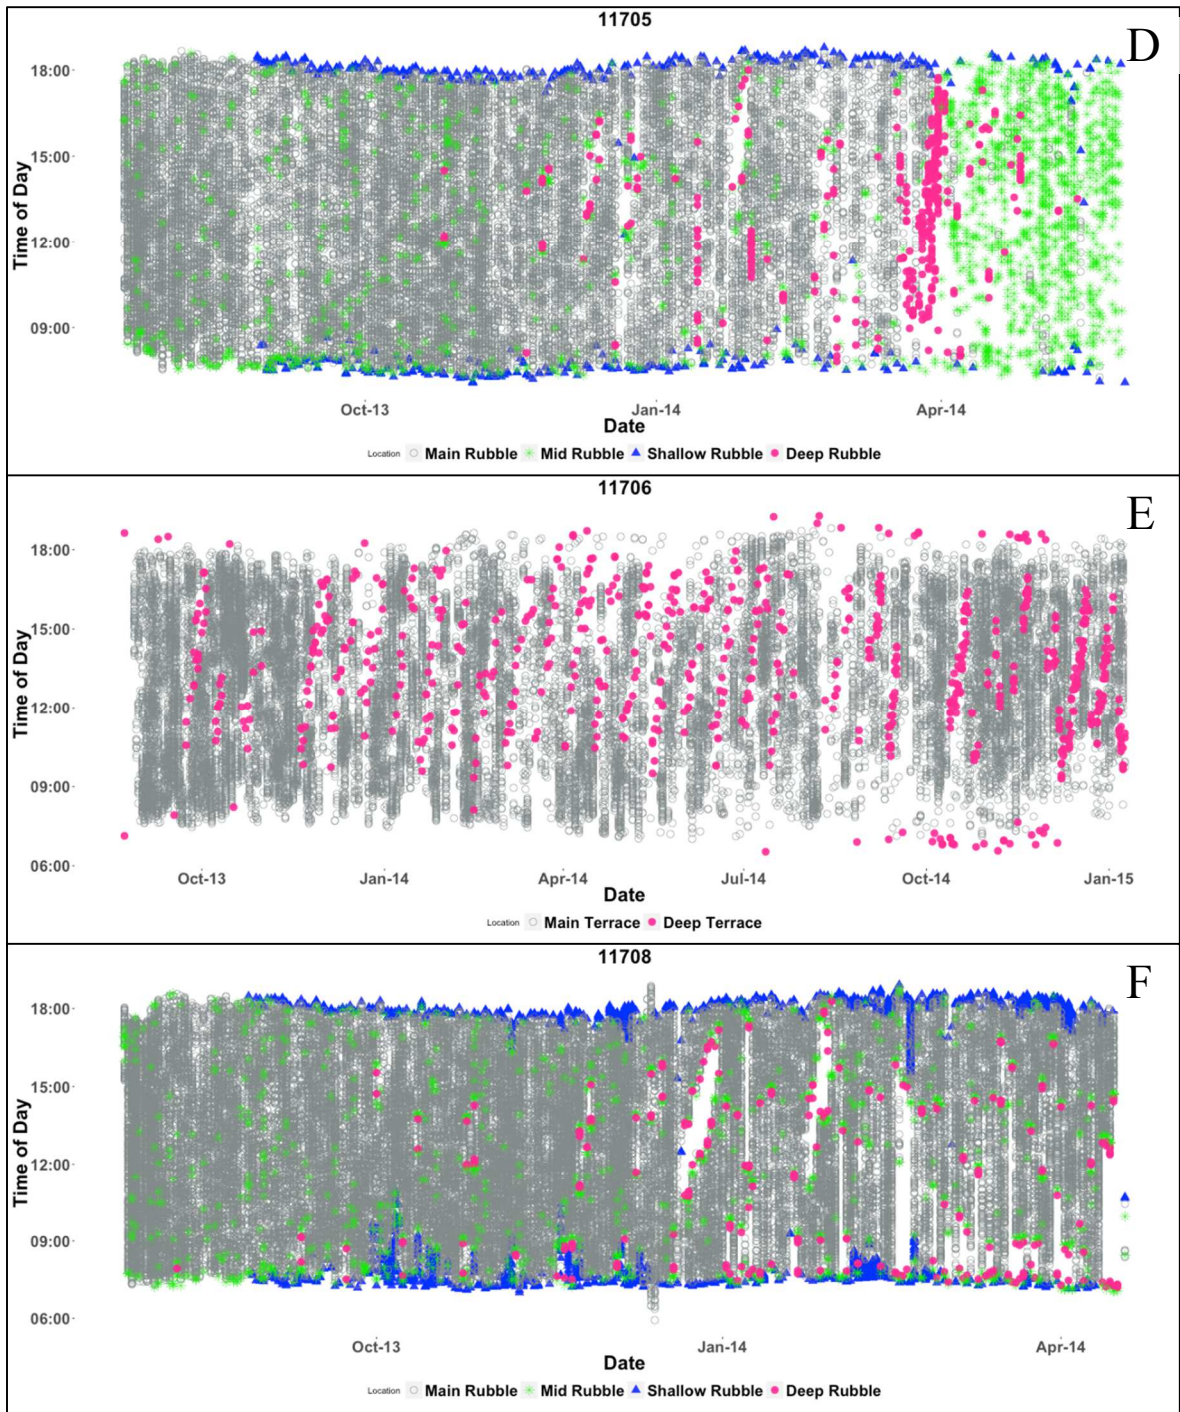 11705
D
18:00
15:00
12:00
09:00
Time of Day
Oct-13 Jan-14 Apr-14
Date
Location Main Rubble Mid Rubble Shallow Rubble Deep Rubble
11706
E
18:00
15:00
12:00
09:00
06:00
Time of Day
Oct-13 Jan-14 Apr-14 Jul-14 Oct-14 Jan-15
Date
Location Main Terrace Deep Terrace
11708
F
18:00
15:00
12:00
09:00
06:00
Time of Day
Oct-13 Jan-14 Apr-14
Date
Location Main Rubble Mid Rubble Shallow Rubble Deep Rubble